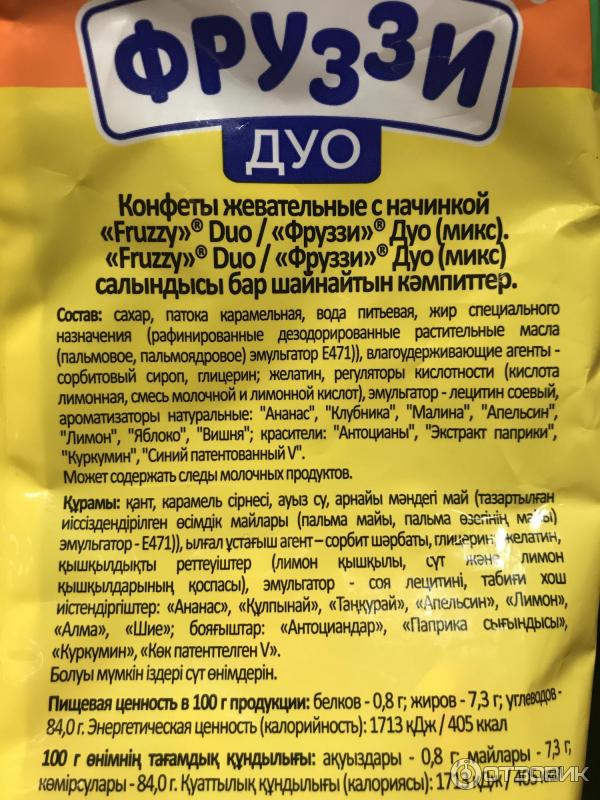 ФРУЗЗИ
ДУО
Конфеты жевательные с начинкой
«Fruzzy»® Duo / «Фруззи»® Дуо (микс).
«Fruzzy»® Duo / «Фруззи»® Дуо (микс)
салындысы бар шайнайтын кәмпиттер.
Состав: сахар, патока карамельная, вода питьевая, жир специального
назначения (рафинированные дезодорированные растительные масла
(пальмовое, пальмоядровое) эмульгатор Е471)), влагоудерживающие агенты -
сорбитовый сироп, глицерин; желатин, регуляторы кислотности (кислота
лимонная, смесь молочной и лимонной кислот), эмульгатор - лецитин соевый,
ароматизаторы натуральные: "Ананас", "Клубника", "Малина", "Апельсин",
"Лимон", "Яблоко", "Вишня"; красители: "Антоцианы", "Экстракт паприки",
"Куркумин", "Синий патентованный V".
Может содержать следы молочных продуктов.
Құрамы: қант, карамель сірнесі, ауыз су, арнайы мәндегі май (тазартылған
иіссіздендірілген өсімдік майлары (пальма майы, пальма өзегінің майы)
эмульгатор - Е471)), ылғал ұстағыш агент – сорбит шәрбаты, глицерин; желатин,
қышқылдықты реттеуіштер (лимон қышқылы, сүт және лимон
қышқылдарының қоспасы), эмульгатор - соя лецитині, табиғи хош
иістендіргіштер: «Ананас», «Құлпынай», «Таңқурай», «Апельсин», «Лимон»,
«Алма», «Шие»; бояғыштар: «Антоциандар», «Паприка сығындысы»,
«Куркумин», «Көк патенттелген V».
Болуы мүмкін іздері сүт өнімдерін.
Пищевая ценность в 100 г продукции: белков - 0,8 г; жиров - 7,3 г; углеводов -
84,0 г. Энергетическая ценность (калорийность): 1713 кДж / 405 ккал
100 г өнімнің тағамдық құндылығы: ақуыздары - 0,8 г; майлары - 7,3 г;
көмірсулары - 84,0 г. Қуаттылық құндылығы (калориясы): 1713 кДж / 405 ккал
ОТЗОВИК